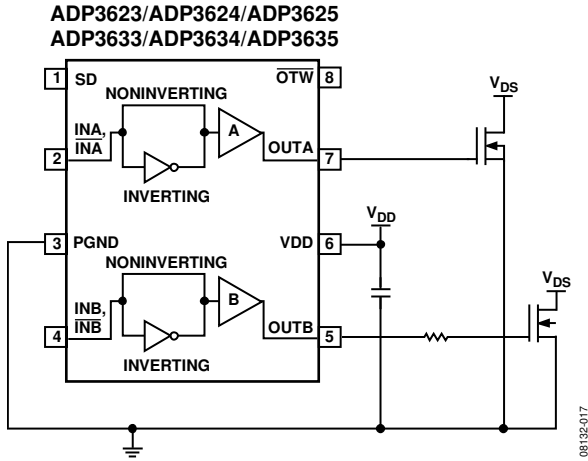 ADP3623/ADP3624/ADP3625
ADP3633/ADP3634/ADP3635
1 SD
OTW 8
NONINVERTING
VDS
INA,
INA
A
OUTA
2
7
INVERTING
VDD
3 PGND
VDD 6
NONINVERTING
VDS
INB,
INB
B
OUTB
4
5
INVERTING
08132-017